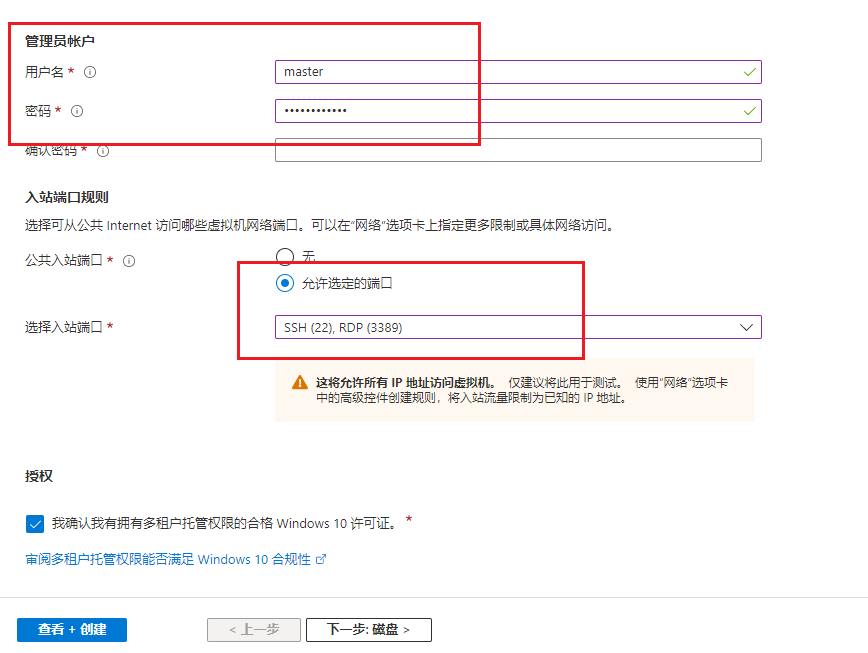 管理员帐户
用户名 *
master
密码 *
••••••••••••
确认密码 *
入站端口规则
选择可从公共 Internet 访问哪些虚拟机网络端口。可以在“网络”选项卡上指定更多限制或具体网络访问。
公共入站端口 *
无
允许选定的端口
选择入站端口 *
SSH (22), RDP (3389)
这将允许所有 IP 地址访问虚拟机。 仅建议将此用于测试。 使用“网络”选项卡
中的高级控件创建规则，将入站流量限制为已知的 IP 地址。
授权
我确认我有拥有多租户托管权限的合格 Windows 10 许可证。 *
审阅多租户托管权限能否满足 Windows 10 合规性
查看 + 创建
< 上一步
下一步: 磁盘 >